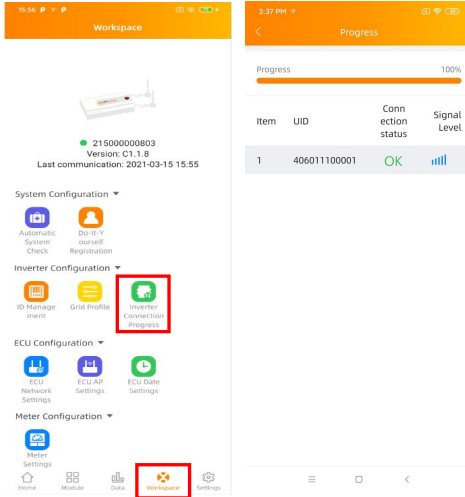 15:56
Workspace
215000000803
Version: C1.1.8
Last communication: 2021-03-15 15:55
System Configuration
Automatic
System
Check
Do-It-Y
ourself
Registration
Inverter Configuration
ID Manage
ment
Grid Profile
Inverter
Connection
Progress
ECU Configuration
ECU
Network
Settings
ECU AP
Settings
ECU Date
Settings
Meter Configuration
Meter
Settings
Home
Module
Data
Workspace
Settings
3:37 PM
Progress
Progress
100%
Item
UID
Conn
ection
status
Signal
Level
1
406011100001
OK